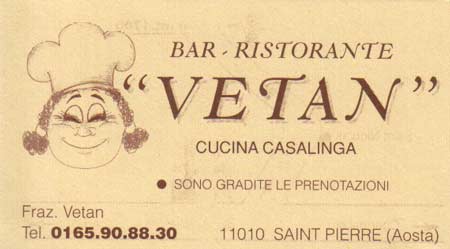 BAR - RISTORANTE
"VETAN"
CUCINA CASALINGA
● SONO GRADITE LE PRENOTAZIONI
Fraz. Vetan
Tel. 0165.90.88.30 11010 SAINT PIERRE (Aosta)